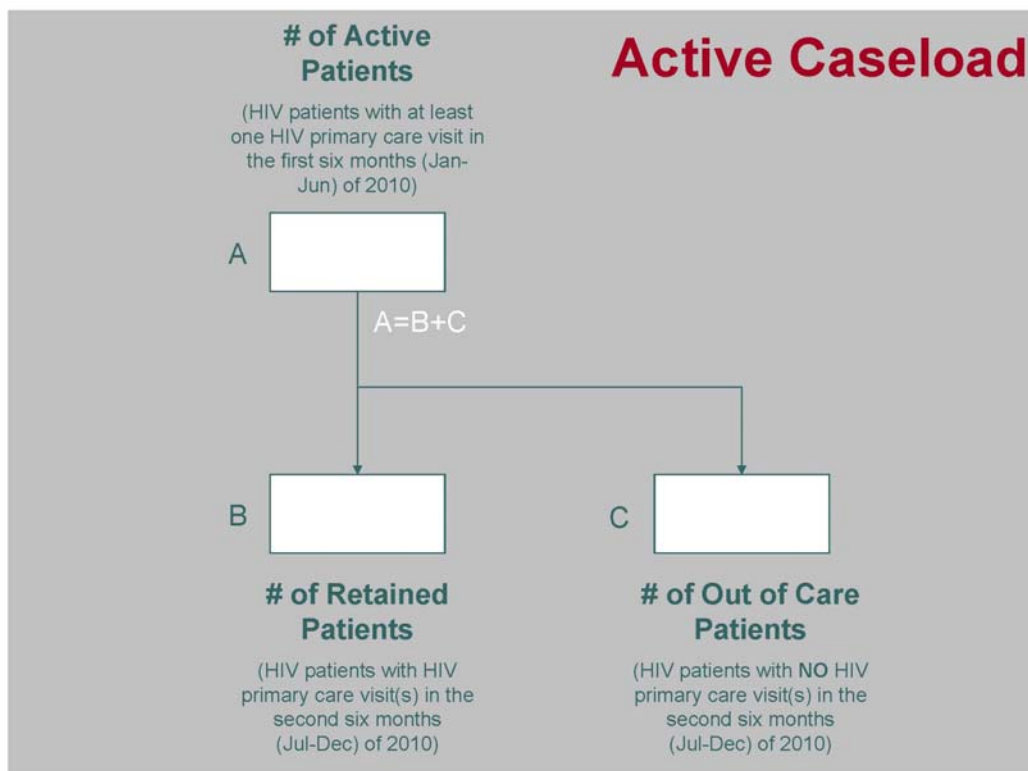 # of Active
Patients
Active Caseload
(HIV patients with at least
one HIV primary care visit in
the first six months (Jan-
Jun) of 2010)
A
A=B+C
B
C
# of Retained
Patients
(HIV patients with HIV
primary care visit(s) in the
second six months
(Jul-Dec) of 2010)
# of Out of Care
Patients
(HIV patients with NO HIV
primary care visit(s) in the
second six months
(Jul-Dec) of 2010)